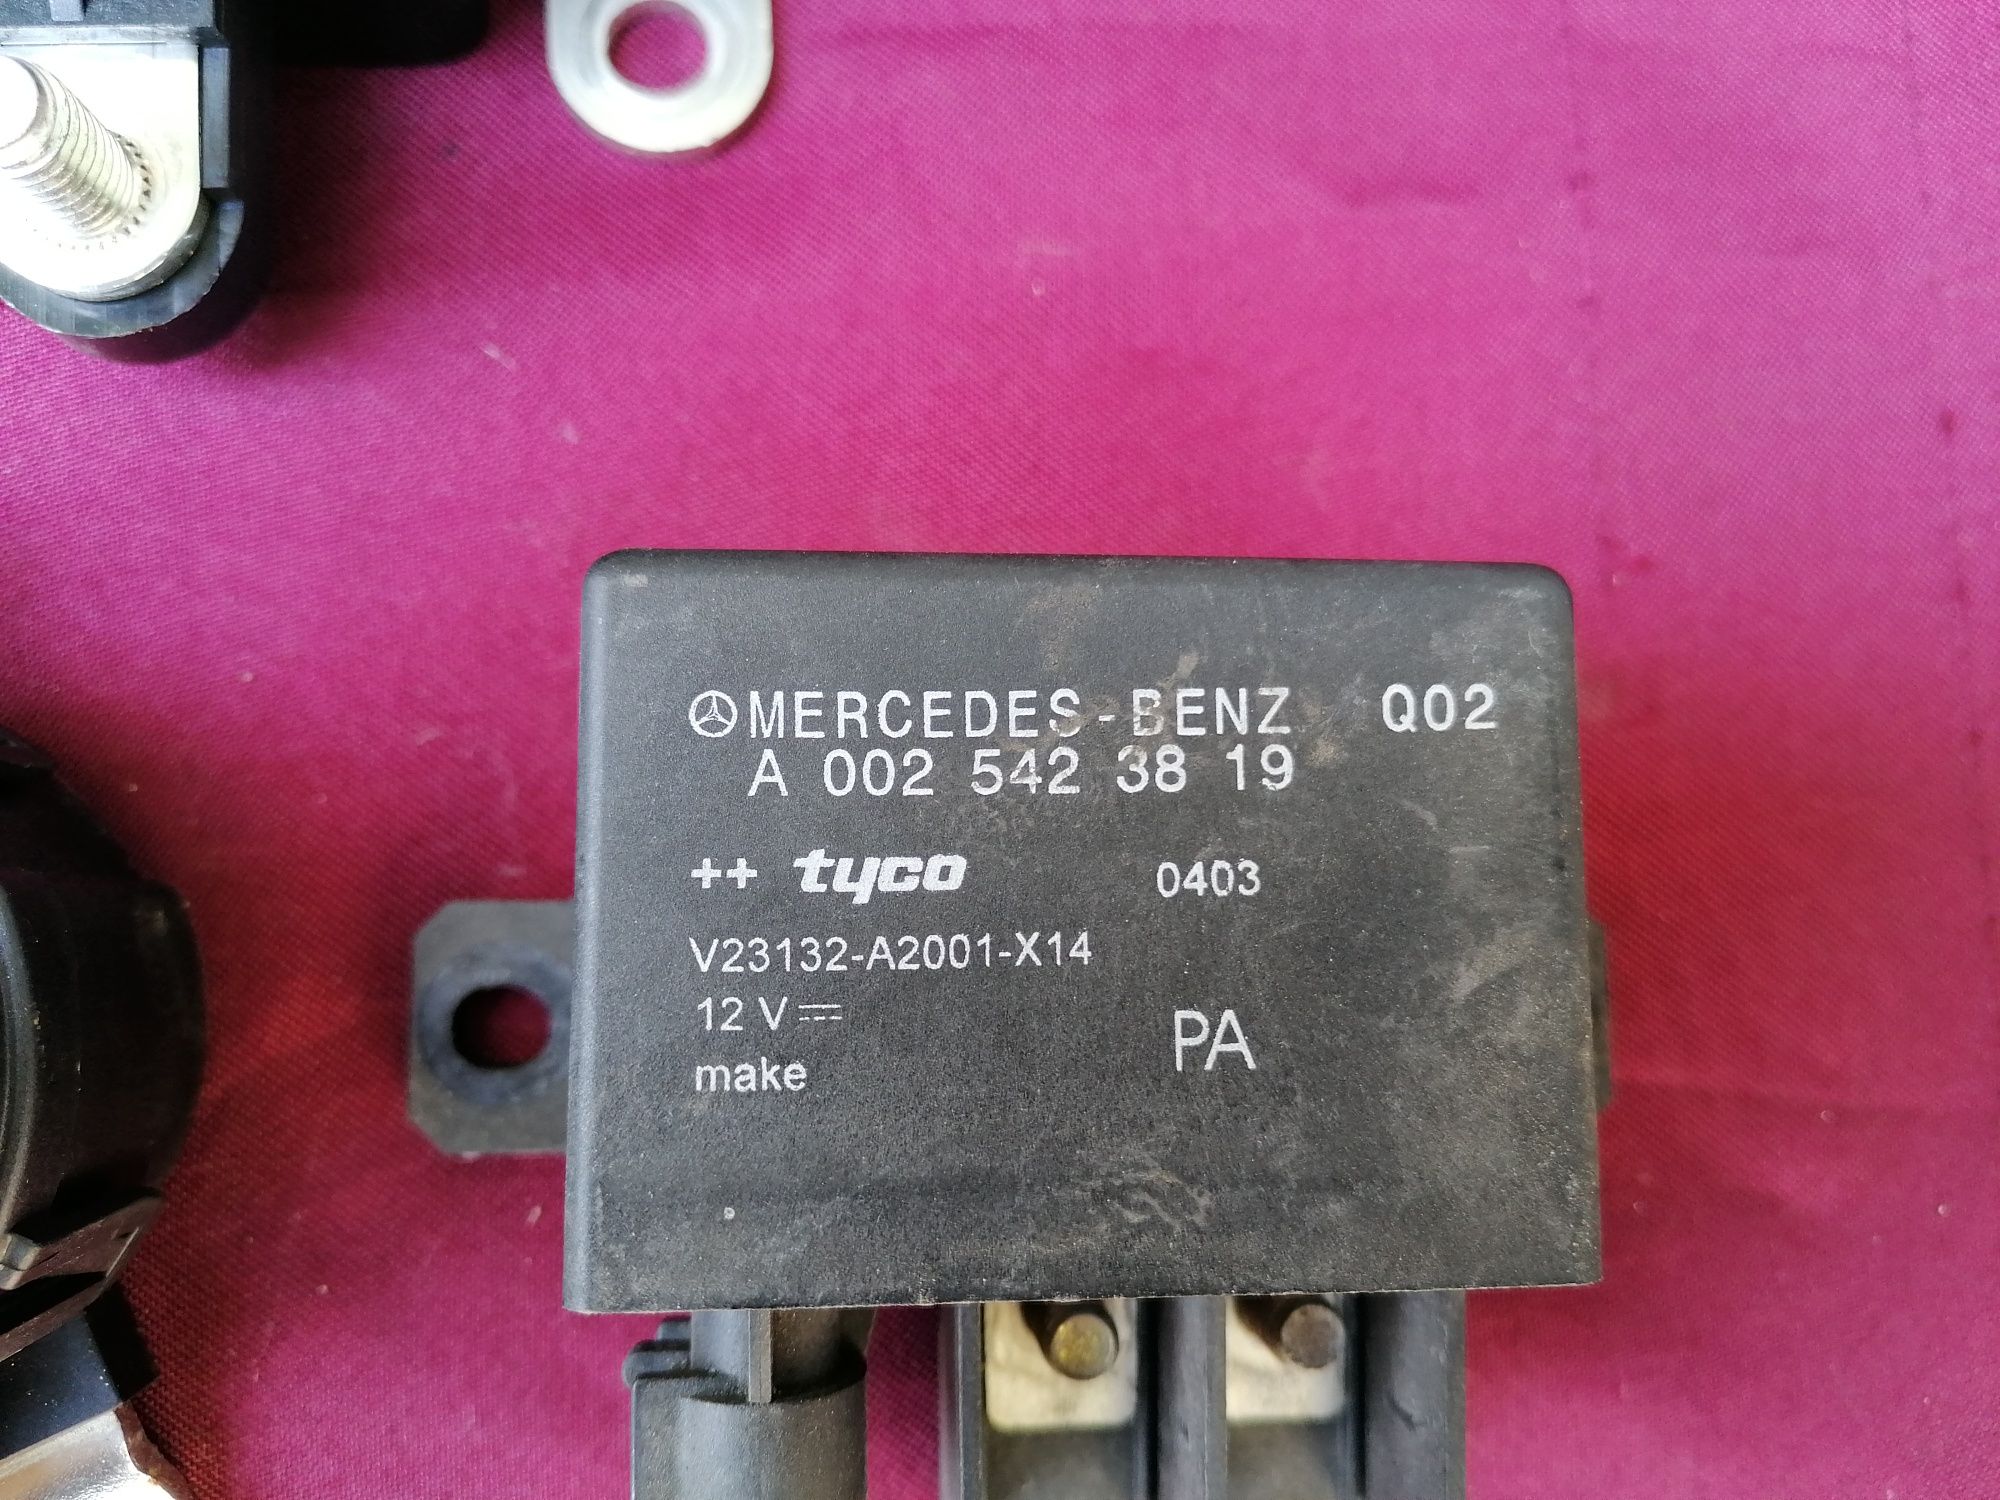 MERCEDES-BENZ Q02
A 002 542 38 19
++ tyco 0403
V23132-A2001-X14
12 V
make
PA